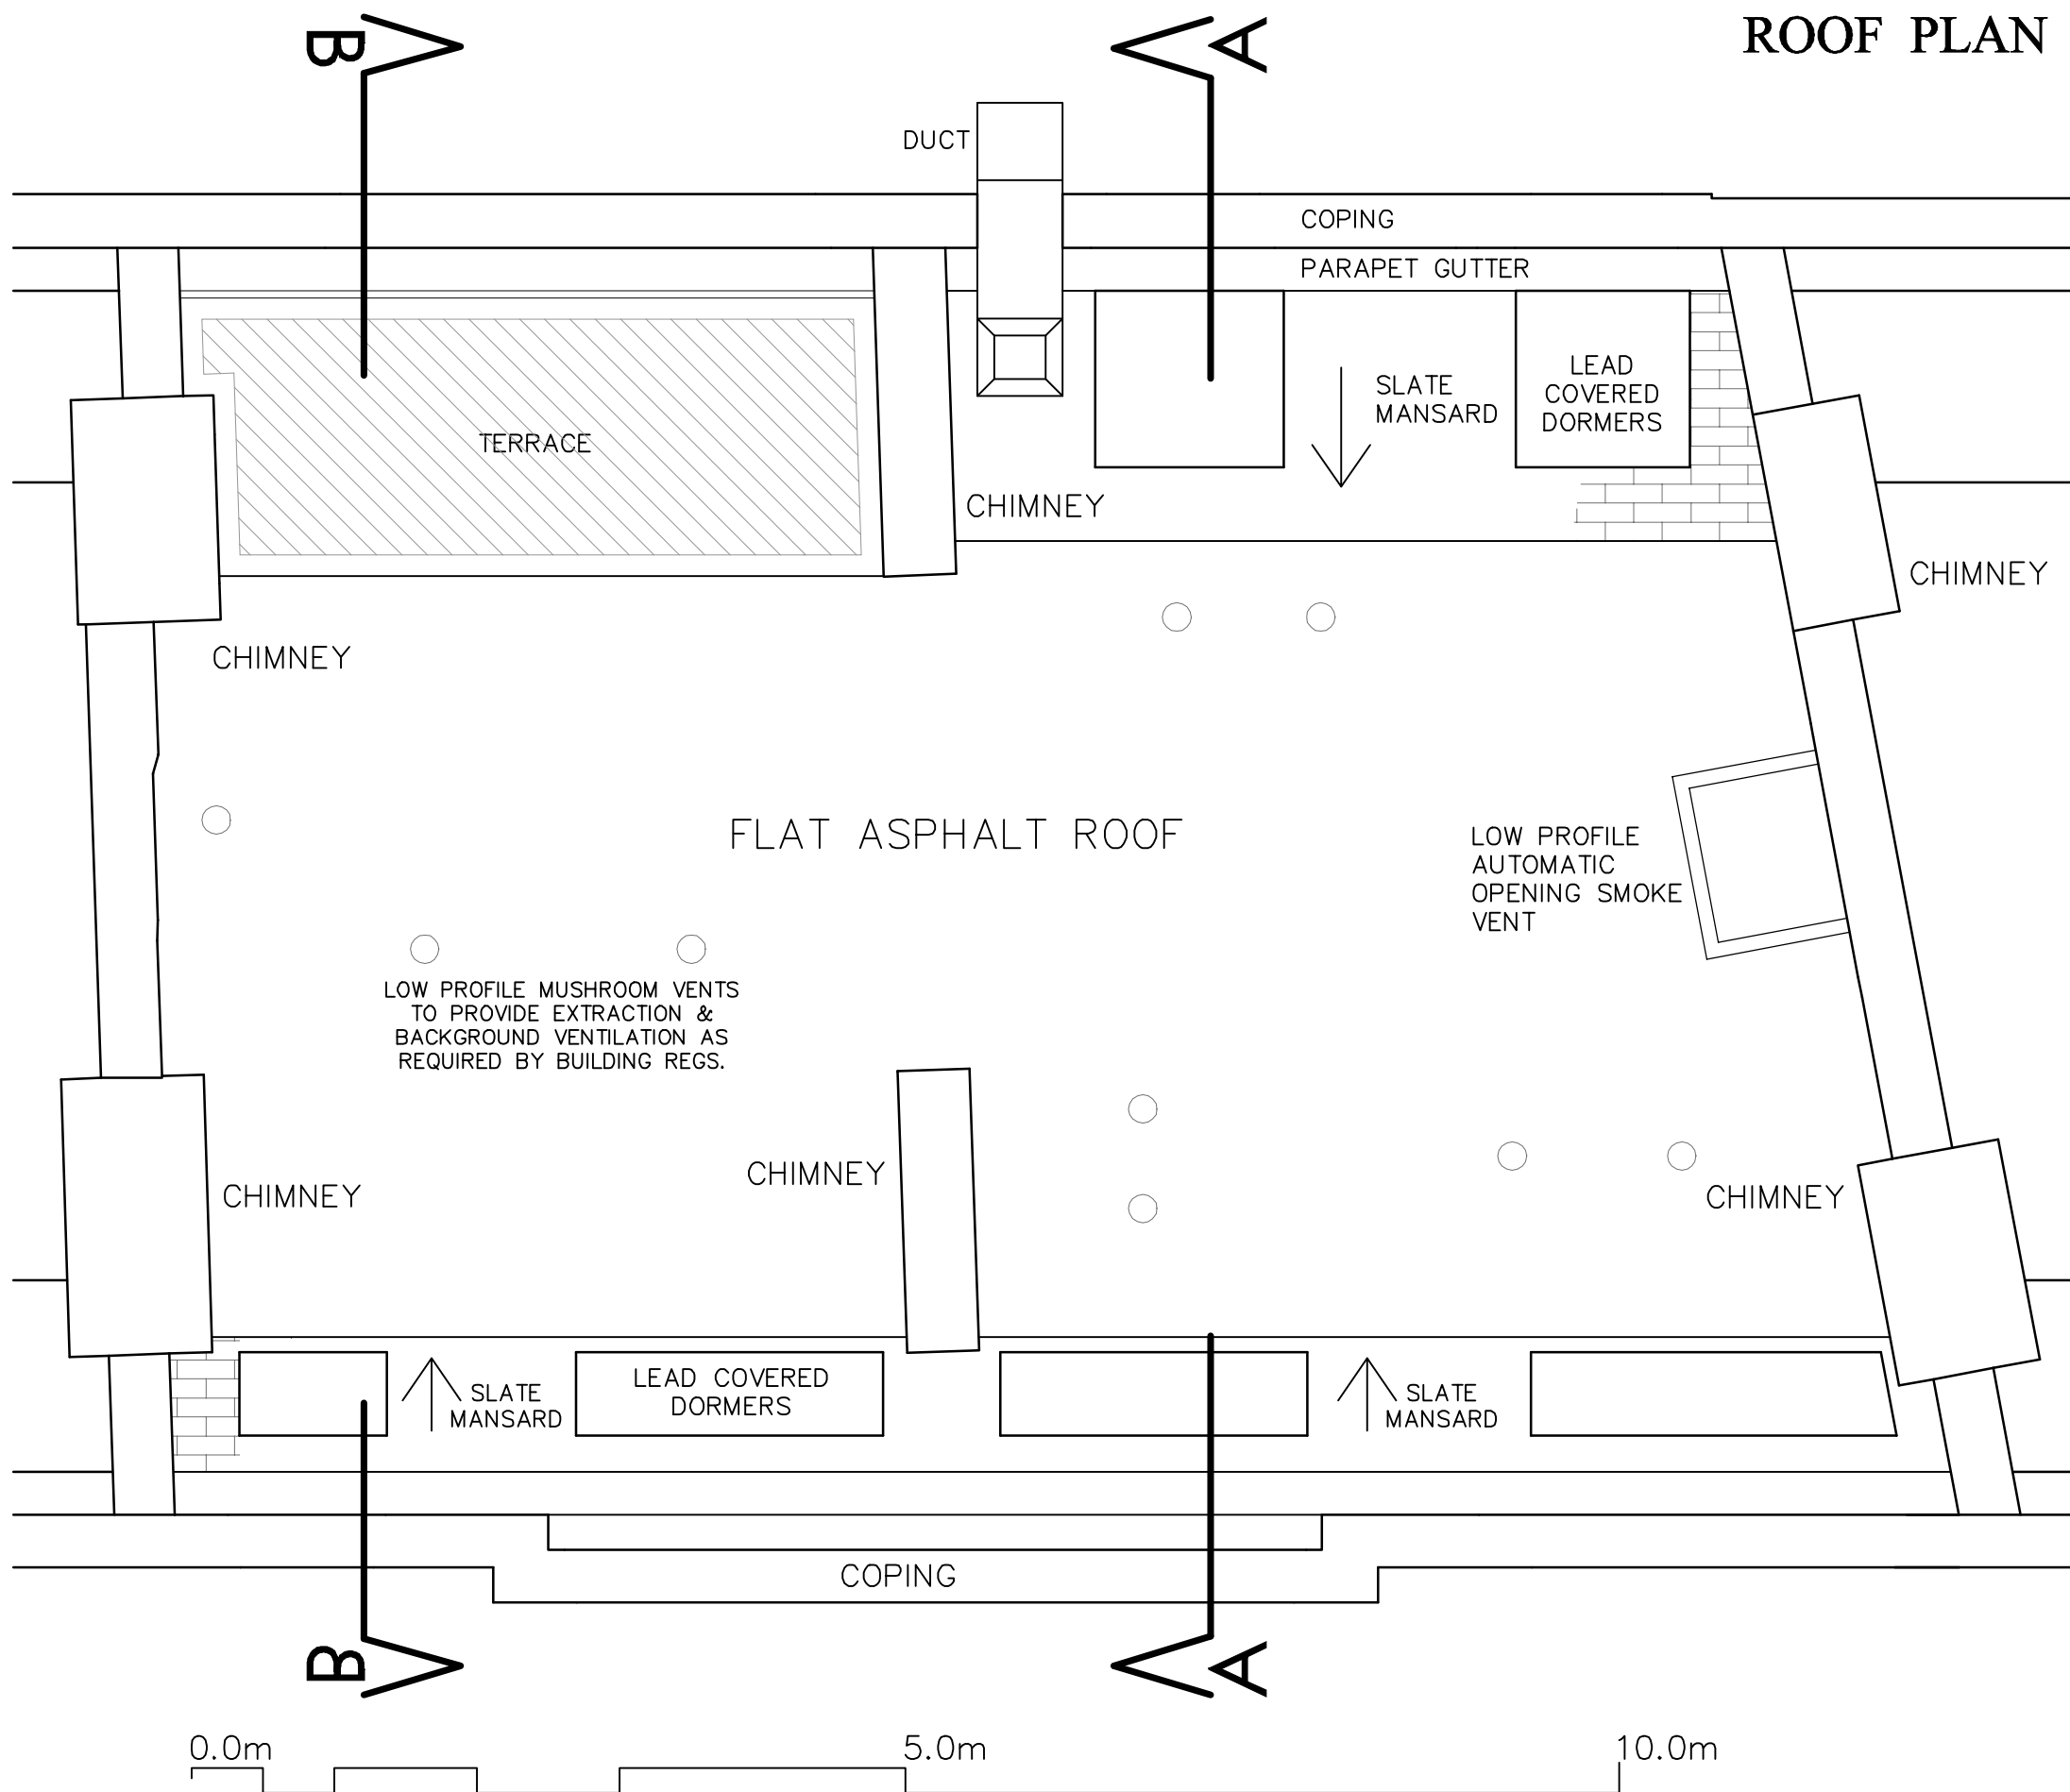 ROOF PLAN
B
A
DUCT
COPING
PARAPET GUTTER
LEAD
COVERED
DORMERS
SLATE
MANSARD
TERRACE
CHIMNEY
CHIMNEY
CHIMNEY
FLAT ASPHALT ROOF
LOW PROFILE
AUTOMATIC
OPENING SMOKE
VENT
LOW PROFILE MUSHROOM VENTS
TO PROVIDE EXTRACTION &
BACKGROUND VENTILATION AS
REQUIRED BY BUILDING REGS.
CHIMNEY
CHIMNEY
CHIMNEY
SLATE
MANSARD
LEAD COVERED
DORMERS
SLATE
MANSARD
COPING
B
A
0.0m
5.0m
10.0m